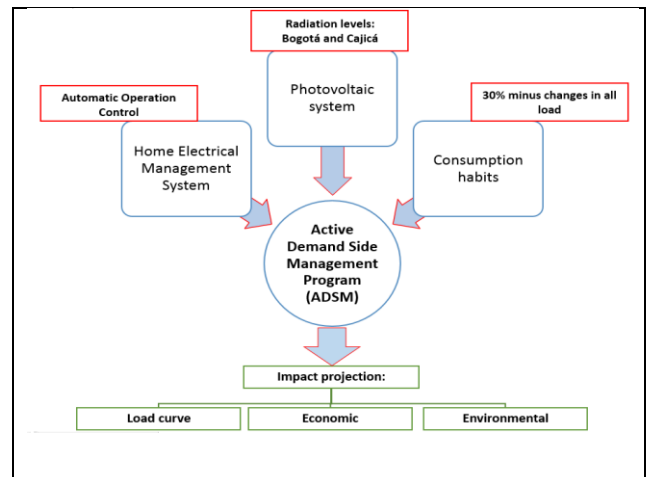 Radiation levels:
Bogotá and Cajicá
Photovoltaic
system
Automatic Operation
Control
Home Electrical
Management
System
30% minus changes in all
load
Consumption
habits
Active
Demand Side
Management
Program
(ADSM)
Impact projection:
Load curve
Economic
Environmental